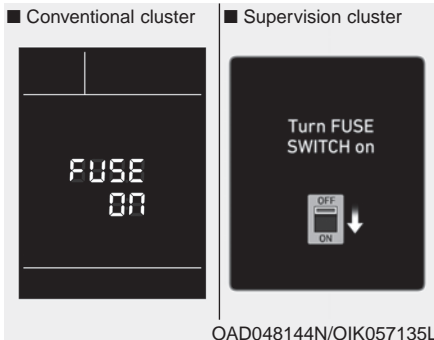 ■ Conventional cluster
■ Supervision cluster
FUSE
on
Turn FUSE
SWITCH on
OFF
ON
OAD048144N/OIK057135L